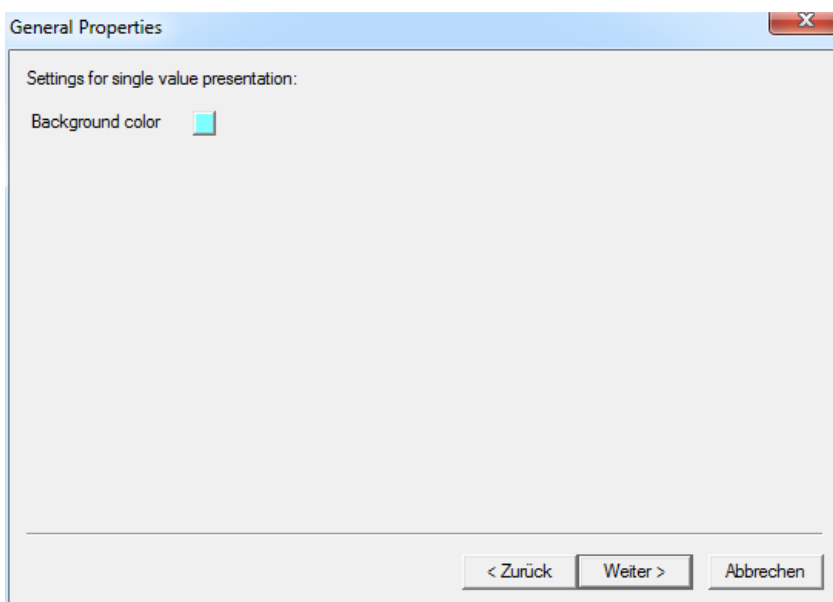 General Properties
Settings for single value presentation:
Background color
< Zurück Weiter > Abbrechen